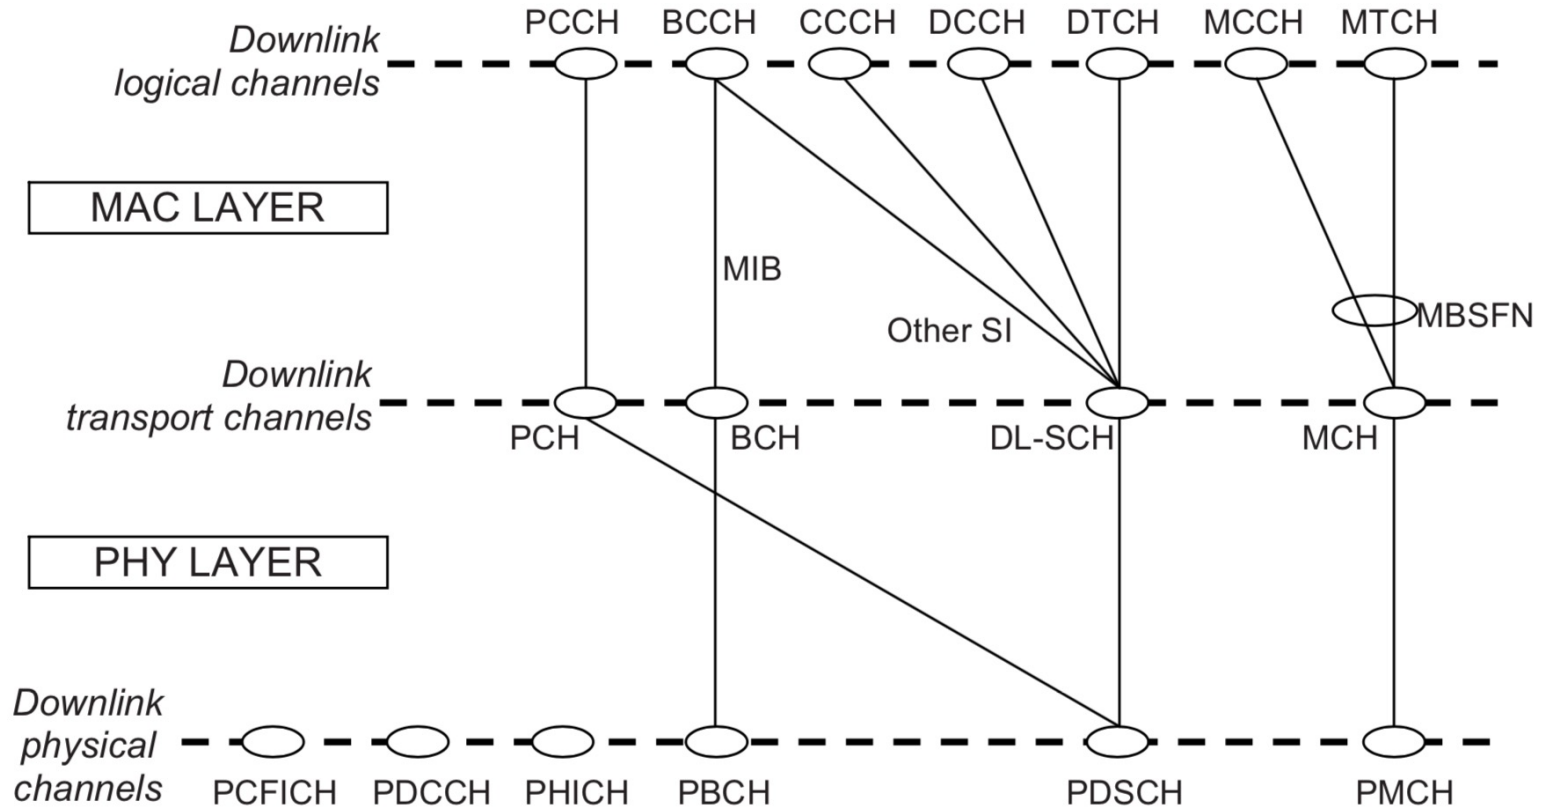 PCCH BCCH CCCH DCCH DTCH MCCH MTCH
Downlink
logical channels
MAC LAYER
MIB
Other SI
MBSFN
Downlink
transport channels
PCH BCH DL-SCH MCH
PHY LAYER
Downlink
physical
channels
PCFICH PDCCH PHICH PBCH PDSCH PMCH